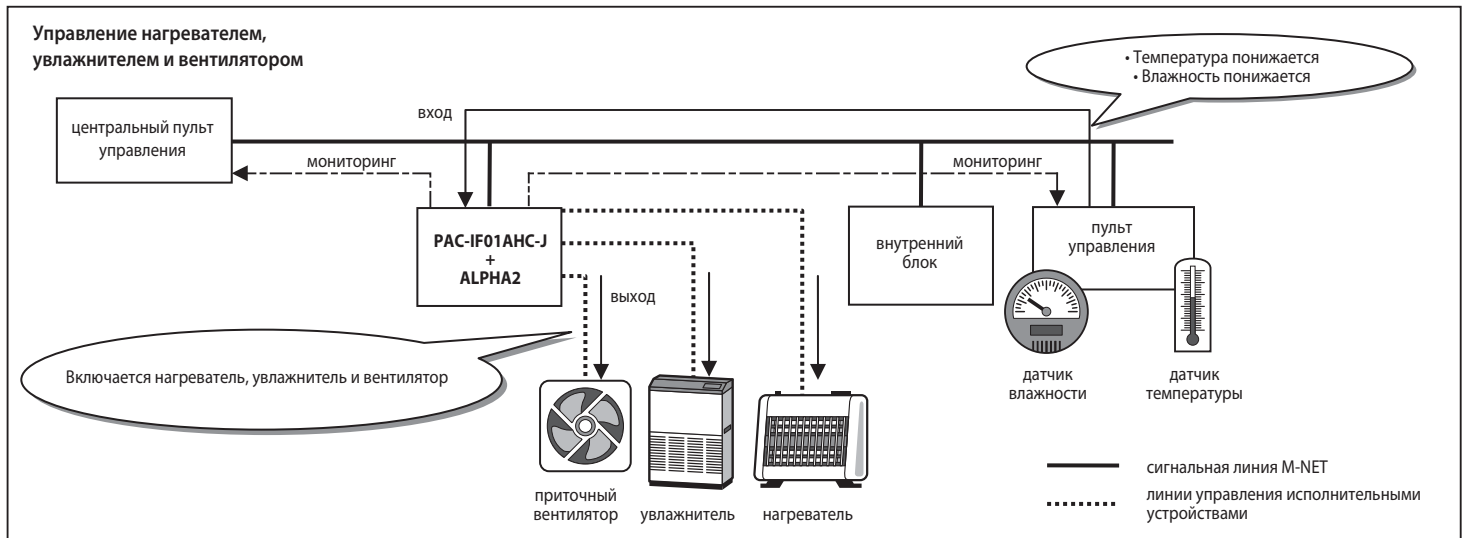 Управление нагревателем,
увлажнителем и вентилятором
• Температура понижается
• Влажность понижается
вход
центральный пульт
управления
мониторинг
мониторинг
PAC-IF01AHC-J
+
ALPHA2
внутренний
блок
пульт
управления
выход
Включается нагреватель, увлажнитель и вентилятор
датчик
влажности
датчик
температуры
приточный
вентилятор
увлажнитель
нагреватель
сигнальная линия M-NET
линии управления исполнительными
устройствами